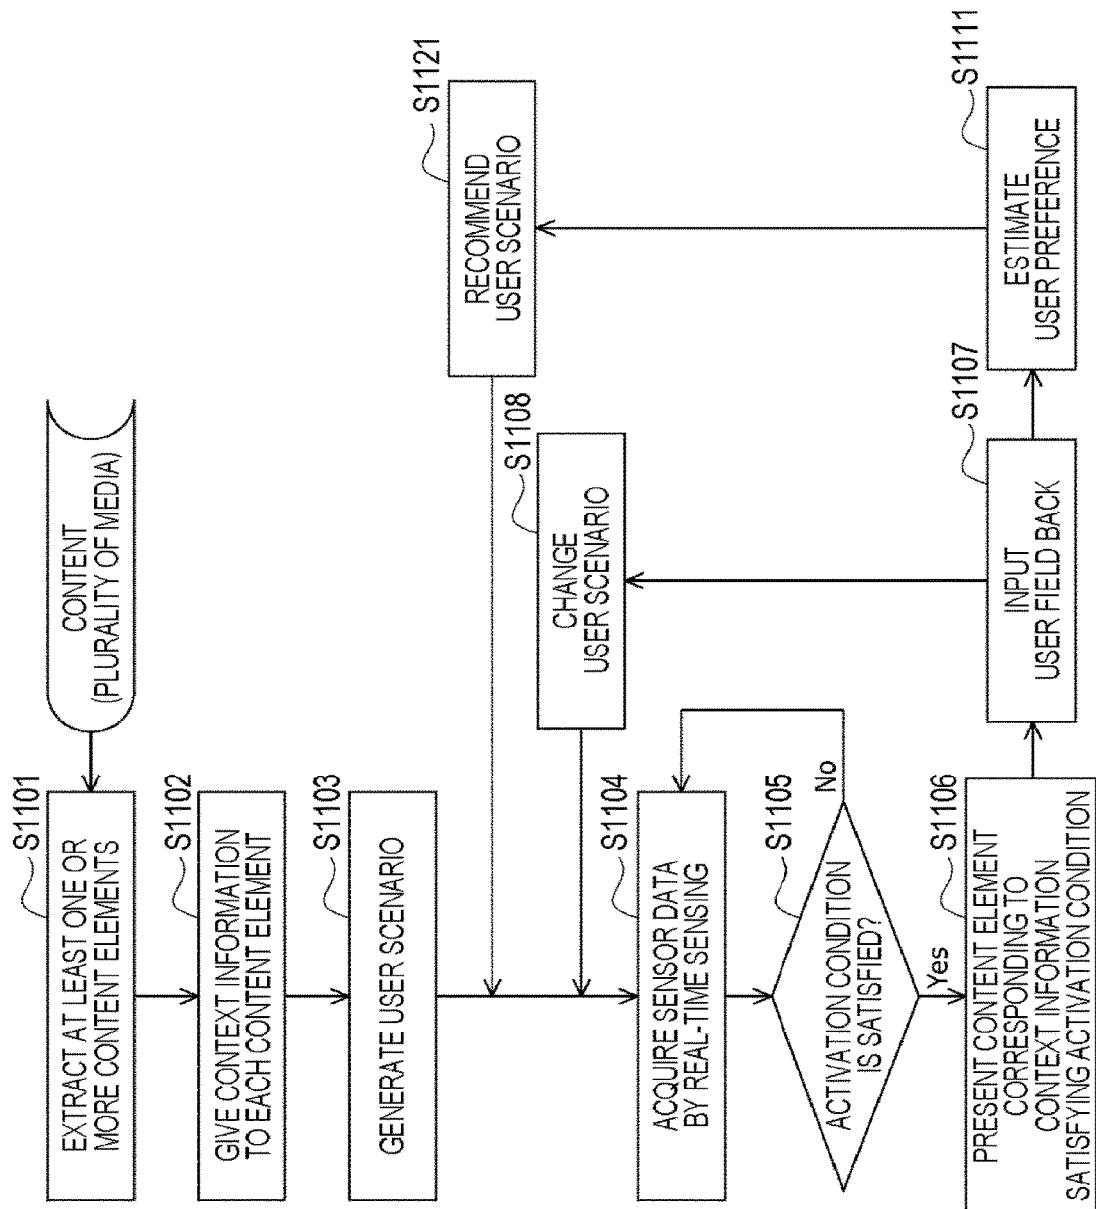 CONTENT
(PLURALITY OF MEDIA)
S1101
EXTRACT AT LEAST ONE OR
MORE CONTENT ELEMENTS
S1102
GIVE CONTEXT INFORMATION
TO EACH CONTENT ELEMENT
S1103
GENERATE USER SCENARIO
S1121
RECOMMEND
USER SCENARIO
S1108
CHANGE
USER SCENARIO
S1104
ACQUIRE SENSOR DATA
BY REAL-TIME SENSING
S1105
ACTIVATION CONDITION
IS SATISFIED?
No
Yes
S1106
PRESENT CONTENT ELEMENT
CORRESPONDING TO
CONTEXT INFORMATION
SATISFYING ACTIVATION CONDITION
S1107
INPUT
USER FIELD BACK
S1111
ESTIMATE
USER PREFERENCE